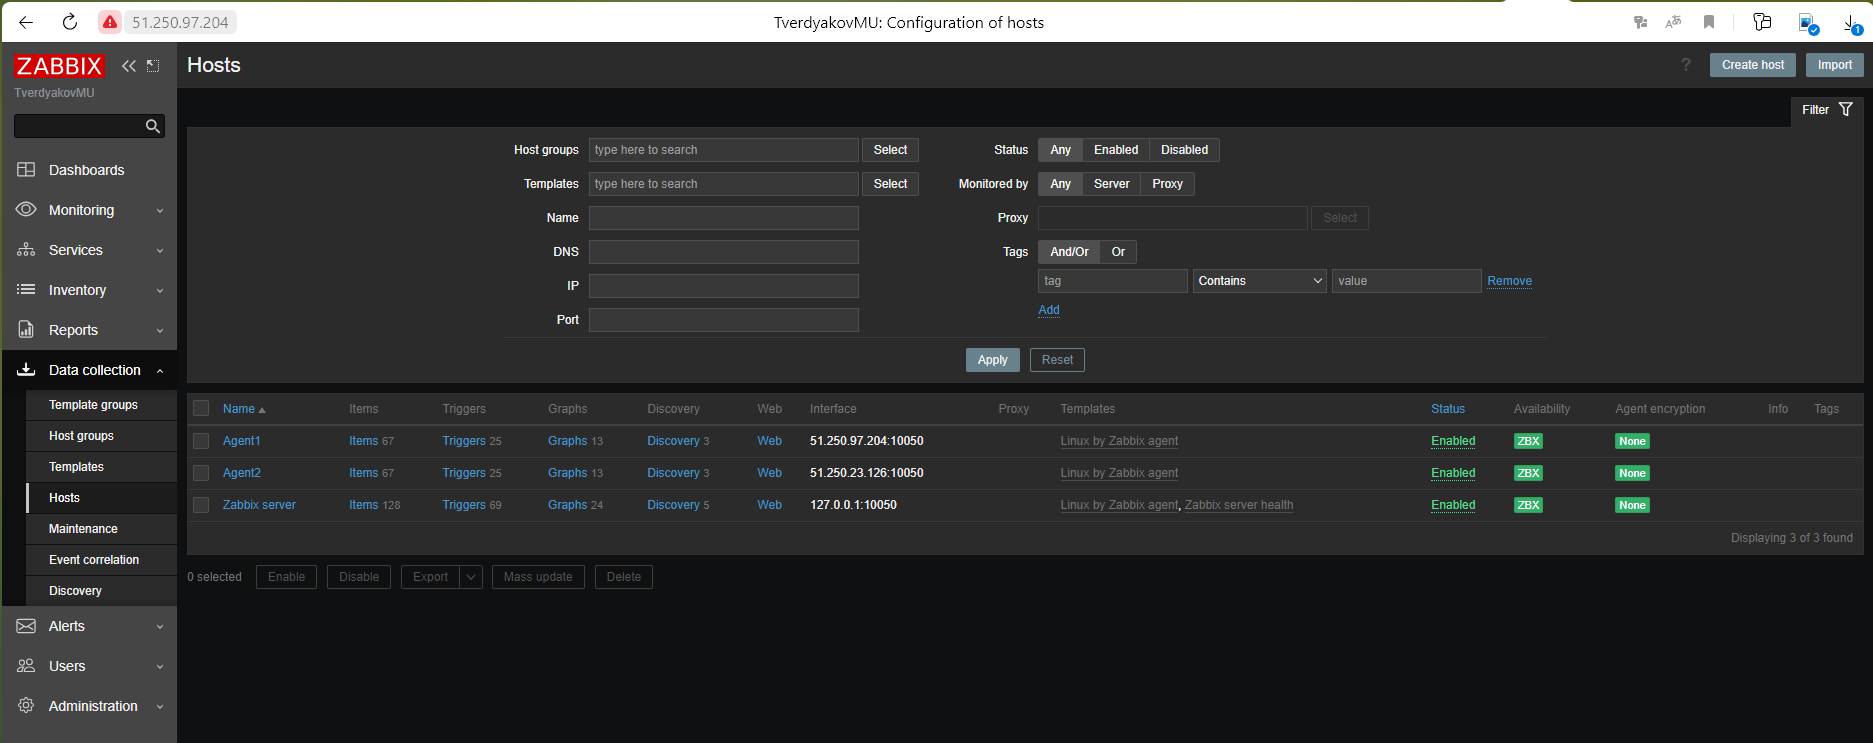 51.250.97.204
TverdyakovMU: Configuration of hosts
1
ZABBIX
TverdyakovMU
Dashboards
Monitoring
Services
Inventory
Reports
Data collection
Template groups
Host groups
Templates
Hosts
Maintenance
Event correlation
Discovery
Alerts
Users
Administration
Hosts
? Create host Import
Filter
Host groups type here to search Select Status Any Enabled Disabled
Templates type here to search Select Monitored by Any Server Proxy
Name Proxy Select
DNS Tags And/Or Or
IP tag Contains value Remove
Port Add
Apply Reset
Name Items Triggers Graphs Discovery Web Interface Proxy Templates Status Availability Agent encryption Info Tags
Agent1 Items 67 Triggers 25 Graphs 13 Discovery 3 Web 51.250.97.204:10050 Linux by Zabbix agent Enabled ZBX None
Agent2 Items 67 Triggers 25 Graphs 13 Discovery 3 Web 51.250.23.126:10050 Linux by Zabbix agent Enabled ZBX None
Zabbix server Items 128 Triggers 69 Graphs 24 Discovery 5 Web 127.0.0.1:10050 Linux by Zabbix agent, Zabbix server health Enabled ZBX None
Displaying 3 of 3 found
0 selected Enable Disable Export Mass update Delete